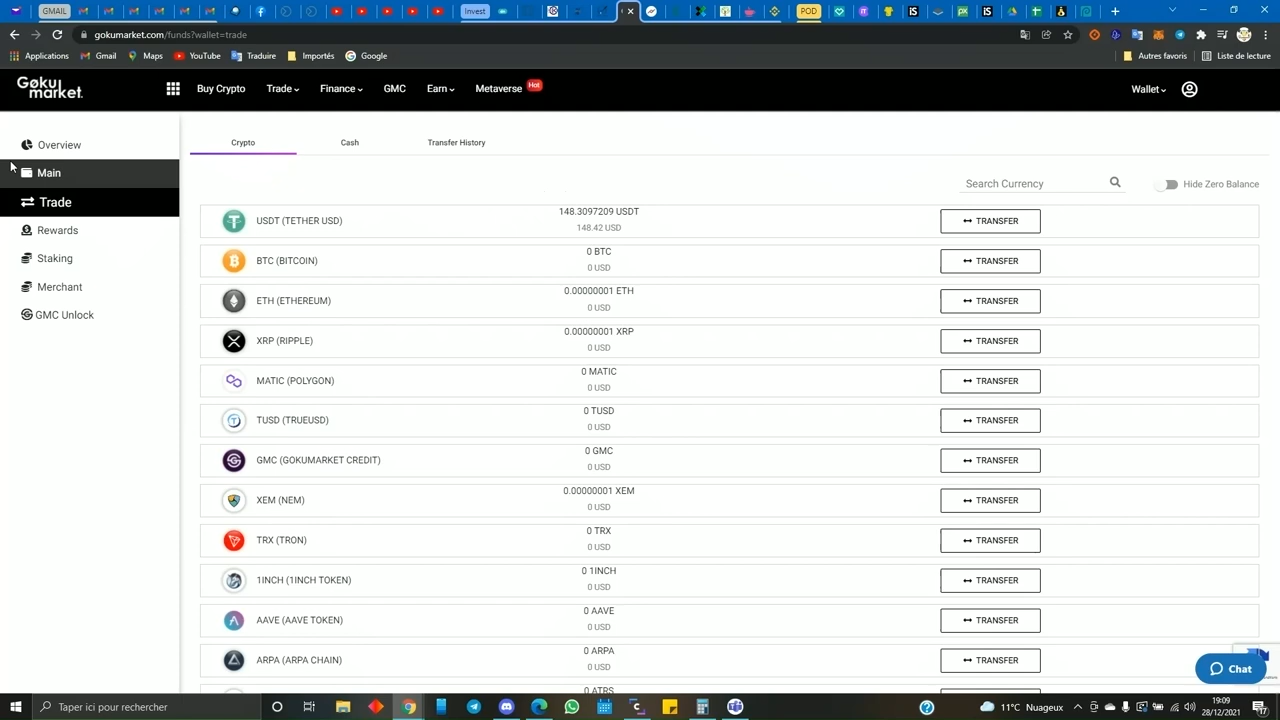 GMAIL
Invest
POD
gokumarket.com/funds?wallet=trade
Applications
Gmail
Maps
YouTube
Traduire
Importés
Google
Autres favoris
Liste de lecture
Gøku
market.
Buy Crypto
Trade
Finance
GMC
Earn
Metaverse
Hot
Wallet
Overview
Main
Trade
Rewards
Staking
Merchant
GMC Unlock
Crypto
Cash
Transfer History
Search Currency
Hide Zero Balance
USDT (TETHER USD)
148.3097209 USDT
148.42 USD
TRANSFER
BTC (BITCOIN)
0 BTC
0 USD
TRANSFER
ETH (ETHEREUM)
0.00000001 ETH
0 USD
TRANSFER
XRP (RIPPLE)
0.00000001 XRP
0 USD
TRANSFER
MATIC (POLYGON)
0 MATIC
0 USD
TRANSFER
TUSD (TRUEUSD)
0 TUSD
0 USD
TRANSFER
GMC (GOKUMARKET CREDIT)
0 GMC
0 USD
TRANSFER
XEM (NEM)
0.00000001 XEM
0 USD
TRANSFER
TRX (TRON)
0 TRX
0 USD
TRANSFER
1INCH (1INCH TOKEN)
0 1INCH
0 USD
TRANSFER
AAVE (AAVE TOKEN)
0 AAVE
0 USD
TRANSFER
ARPA (ARPA CHAIN)
0 ARPA
0 USD
TRANSFER
0 ATRS
Chat
Taper ici pour rechercher
11°C Nuageux
19:09
28/12/2021